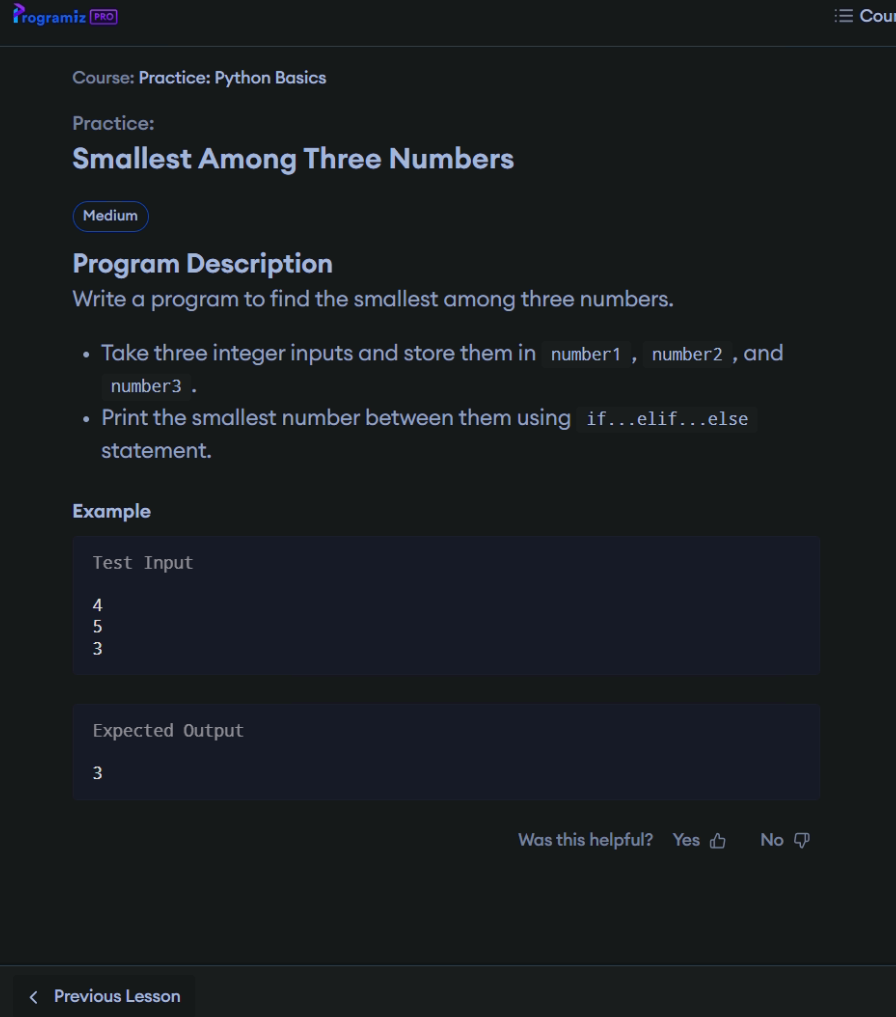 Programiz PRO
Cour
Course: Practice: Python Basics
Practice:
Smallest Among Three Numbers
Medium
Program Description
Write a program to find the smallest among three numbers.
• Take three integer inputs and store them in number1 , number2 , and
number3 .
• Print the smallest number between them using if...elif...else
statement.
Example
Test Input
4
5
3
Expected Output
3
Was this helpful? Yes No
Previous Lesson